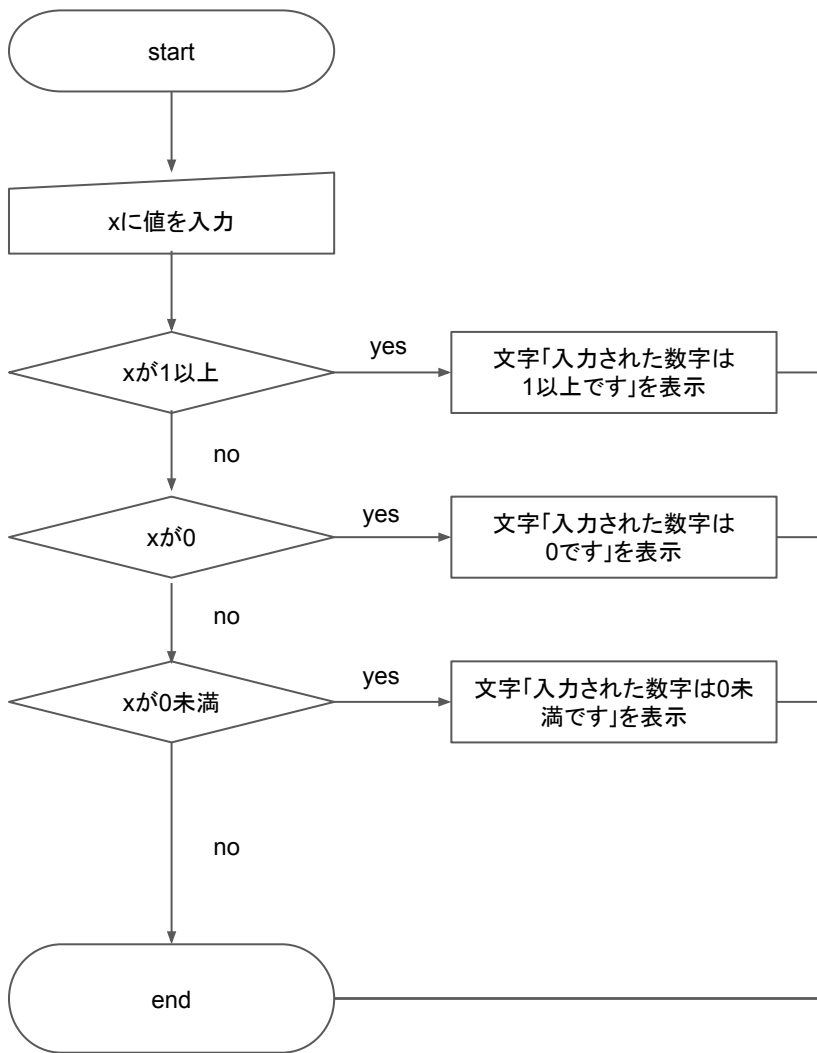 start
xに値を入力
xが1以上
yes
文字「入力された数字は
1以上です」を表示
no
xが0
yes
文字「入力された数字は
0です」を表示
no
xが0未満
yes
文字「入力された数字は0未
満です」を表示
no
end